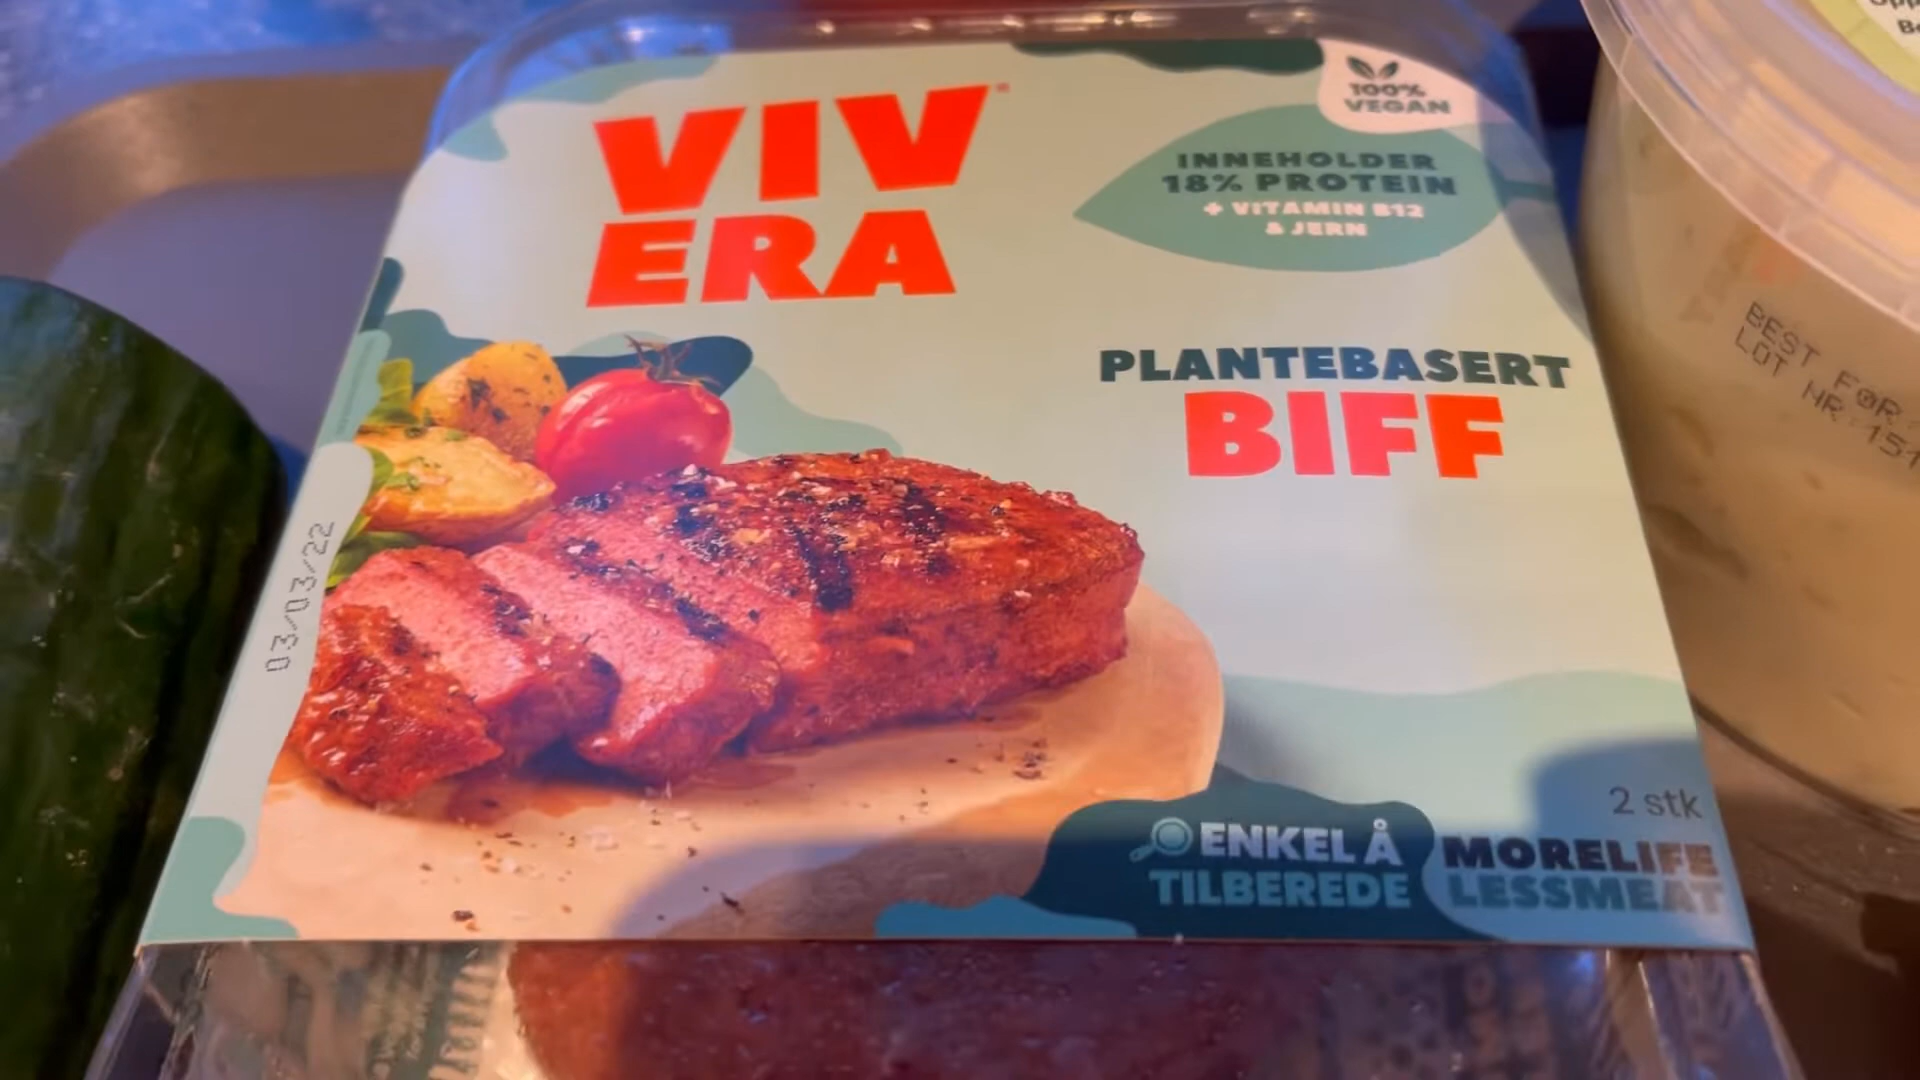 VIV
ERA
100%
VEGAN
INNEHOLDER
18% PROTEIN
+ VITAMIN B12
& JERN
PLANTEBASERT
BIFF
03/03/22
2 stk
ENKEL Å
TILBEREDE
MORELIFE
LESSMEAT
BEST FØR
LOT NR